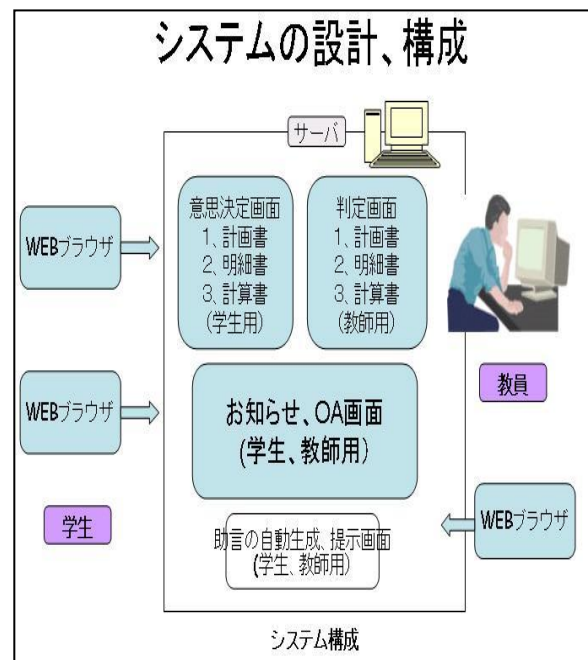 システムの設計、構成
サーバ
意思決定画面
1、計画書
2、明細書
3、計算書
(学生用)
判定画面
1、計画書
2、明細書
3、計算書
(教師用)
WEBブラウザ
WEBブラウザ
お知らせ、OA画面
(学生、教師用)
教員
学生
助言の自動生成、提示画面
(学生、教師用)
WEBブラウザ
システム構成